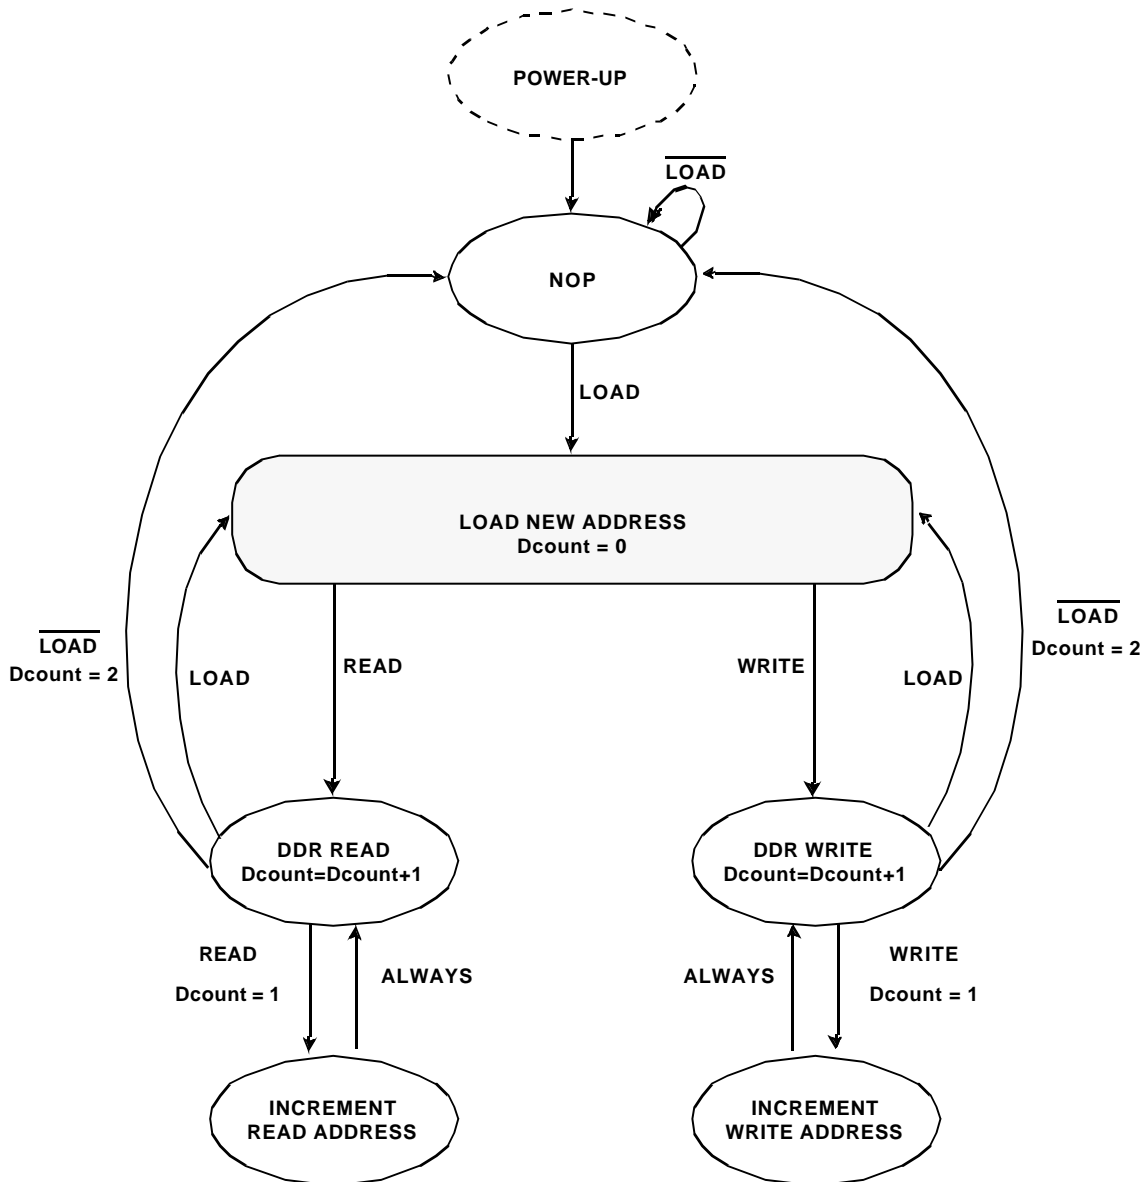 POWER-UP
LOAD
NOP
LOAD
LOAD NEW ADDRESS
Dcount = 0
LOAD
Dcount = 2
LOAD
READ
WRITE
LOAD
LOAD
Dcount = 2
DDR READ
Dcount=Dcount+1
DDR WRITE
Dcount=Dcount+1
READ
Dcount = 1
ALWAYS
ALWAYS
WRITE
Dcount = 1
INCREMENT
READ ADDRESS
INCREMENT
WRITE ADDRESS